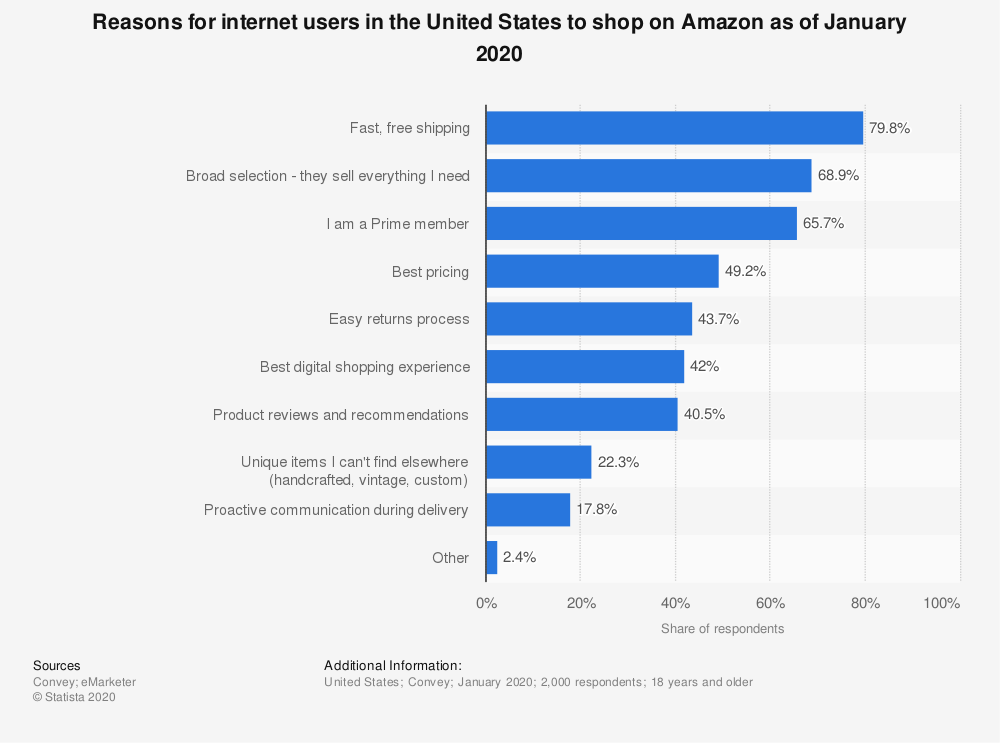 Reasons for internet users in the United States to shop on Amazon as of January
2020
Fast, free shipping
79.8%
Broad selection - they sell everything I need
68.9%
I am a Prime member
65.7%
Best pricing
49.2%
Easy returns process
43.7%
Best digital shopping experience
42%
Product reviews and recommendations
40.5%
Unique items I can't find elsewhere
(handcrafted, vintage, custom)
22.3%
Proactive communication during delivery
17.8%
Other
2.4%
0% 20% 40% 60% 80% 100%
Share of respondents
Sources
Convey; eMarketer
© Statista 2020
Additional Information:
United States; Convey; January 2020; 2,000 respondents; 18 years and older